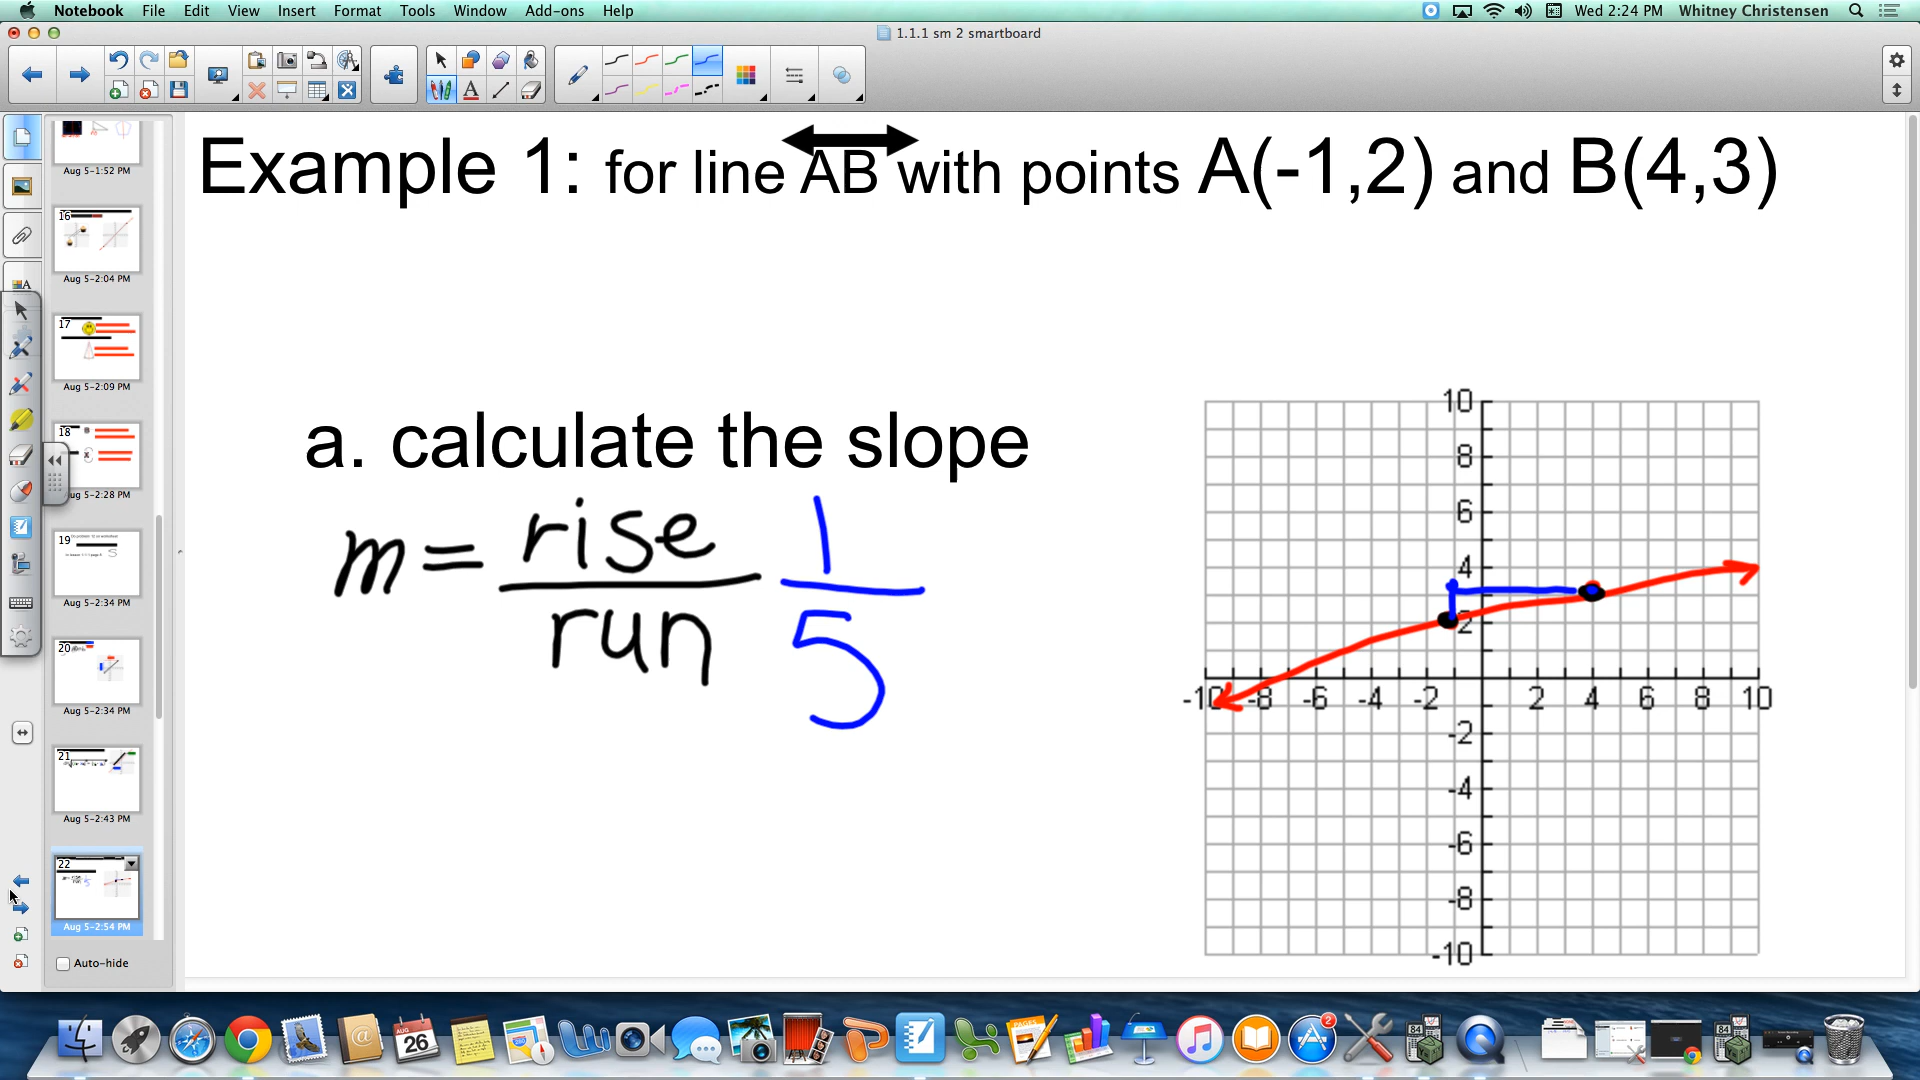 Notebook File Edit View Insert Format Tools Window Add-ons Help Wed 2:24 PM Whitney Christensen
1.1.1 sm 2 smartboard
Aug 5-1:52 PM
16
Aug 5-2:04 PM
17
Aug 5-2:09 PM
18
ug 5-2:28 PM
19
Aug 5-2:34 PM
20
Aug 5-2:34 PM
21
Aug 5-2:43 PM
22
Aug 5-2:54 PM
Auto-hide
Example 1: for line AB with points A(-1,2) and B(4,3)
a. calculate the slope
m = rise 1
run 5
10
8
6
4
2
-10 -8 -6 -4 -2 2 4 6 8 10
-2
-4
-6
-8
-10
AUG
26
PAGES
2
84
84